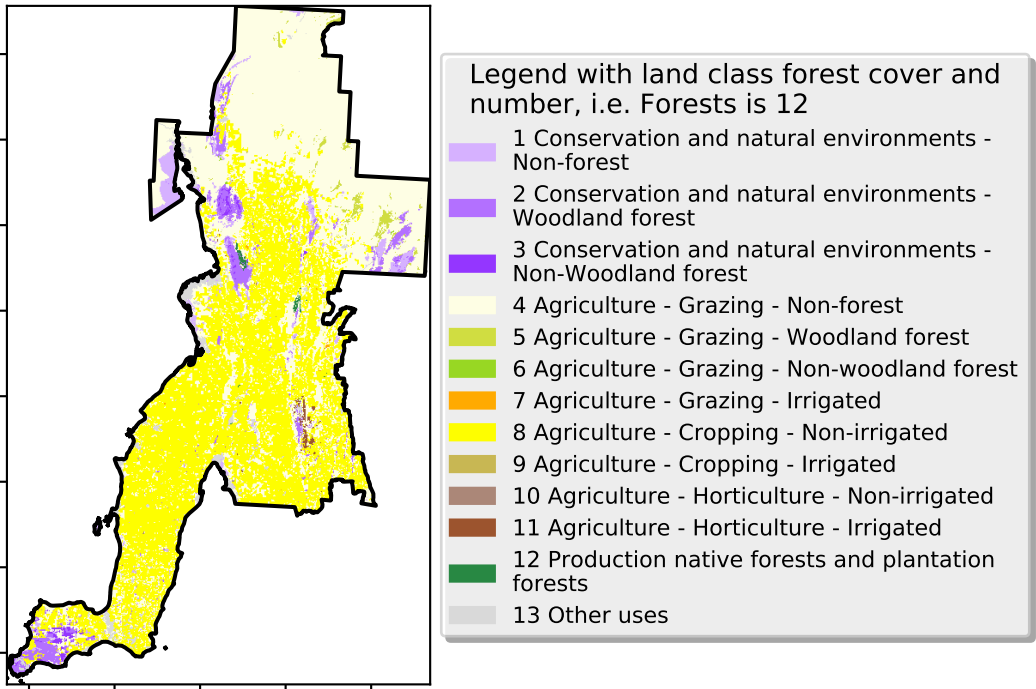 Legend with land class forest cover and
number, i.e. Forests is 12
1 Conservation and natural environments -
Non-forest
2 Conservation and natural environments -
Woodland forest
3 Conservation and natural environments -
Non-Woodland forest
4 Agriculture - Grazing - Non-forest
5 Agriculture - Grazing - Woodland forest
6 Agriculture - Grazing - Non-woodland forest
7 Agriculture - Grazing - Irrigated
8 Agriculture - Cropping - Non-irrigated
9 Agriculture - Cropping - Irrigated
10 Agriculture - Horticulture - Non-irrigated
11 Agriculture - Horticulture - Irrigated
12 Production native forests and plantation
forests
13 Other uses